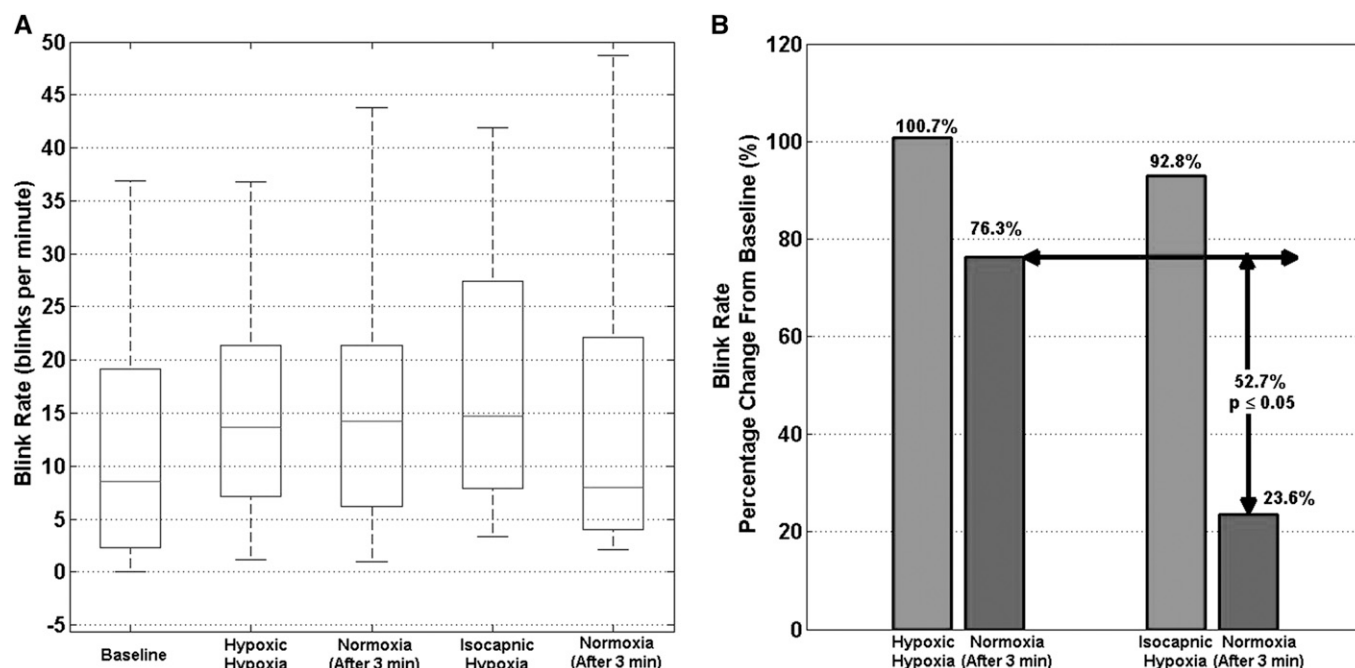 A
Blink Rate (blinks per minute)
50
45
40
35
30
25
20
15
10
5
0
-5
Baseline
Hypoxic
Hypoxia
Normoxia
(After 3 min)
Isocapnic
Hypoxia
Normoxia
(After 3 min)
B
Blink Rate
Percentage Change From Baseline (%)
120
100
80
60
40
20
0
100.7%
76.3%
92.8%
52.7%
p ≤ 0.05
23.6%
Hypoxic
Hypoxia
Normoxia
(After 3 min)
Isocapnic
Hypoxia
Normoxia
(After 3 min)